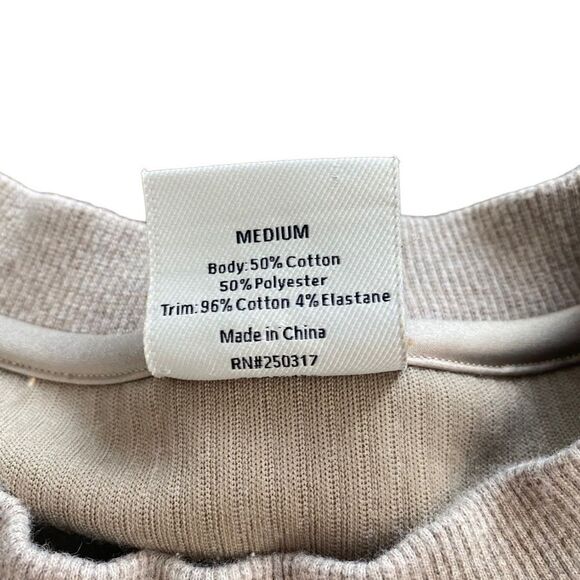 MEDIUM
Body:50% Cotton
50% Polyester
Trim:96% Cotton 4% Elastane
Made in China
RN#250317